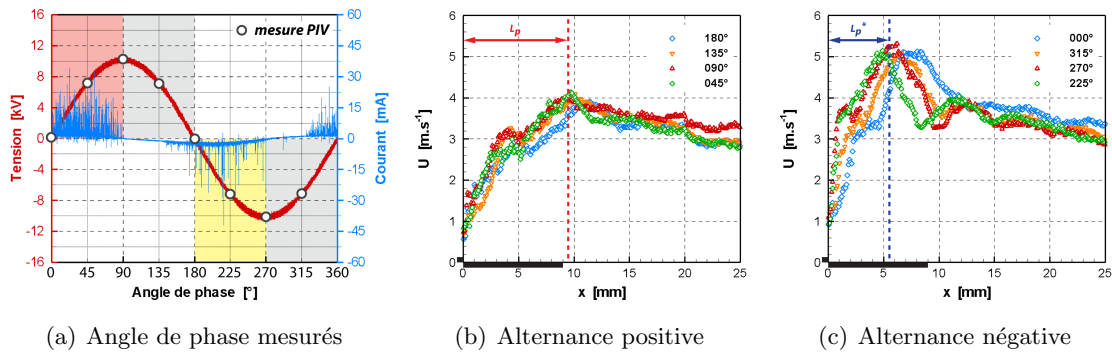 mesure PIV
Tension [kV]
16
12
8
4
0
-4
-8
-12
-16
60
45
30
15
0
-15
-30
-45
-60
Courant [mA]
0 45 90 135 180 225 270 315 360
Angle de phase [°]
(a) Angle de phase mesurés
U [m.s⁻¹]
6
5
4
3
2
1
0
Lp
180°
135°
090°
045°
0 5 10 15 20 25
x [mm]
(b) Alternance positive
U [m.s⁻¹]
6
5
4
3
2
1
0
Lp*
000°
315°
270°
225°
0 5 10 15 20 25
x [mm]
(c) Alternance négative